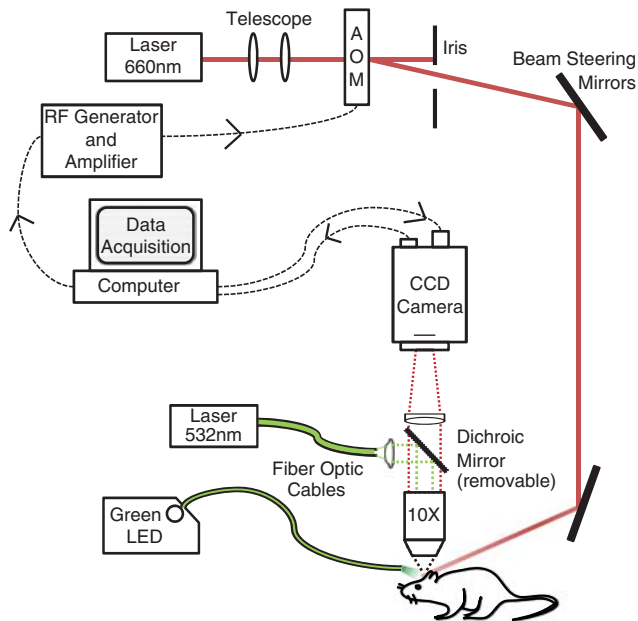 Telescope
Laser
660nm
A
O
M
Iris
Beam Steering
Mirrors
RF Generator
and
Amplifier
Data
Acquisition
Computer
CCD
Camera
Laser
532nm
Fiber Optic
Cables
Dichroic
Mirror
(removable)
10X
Green
LED